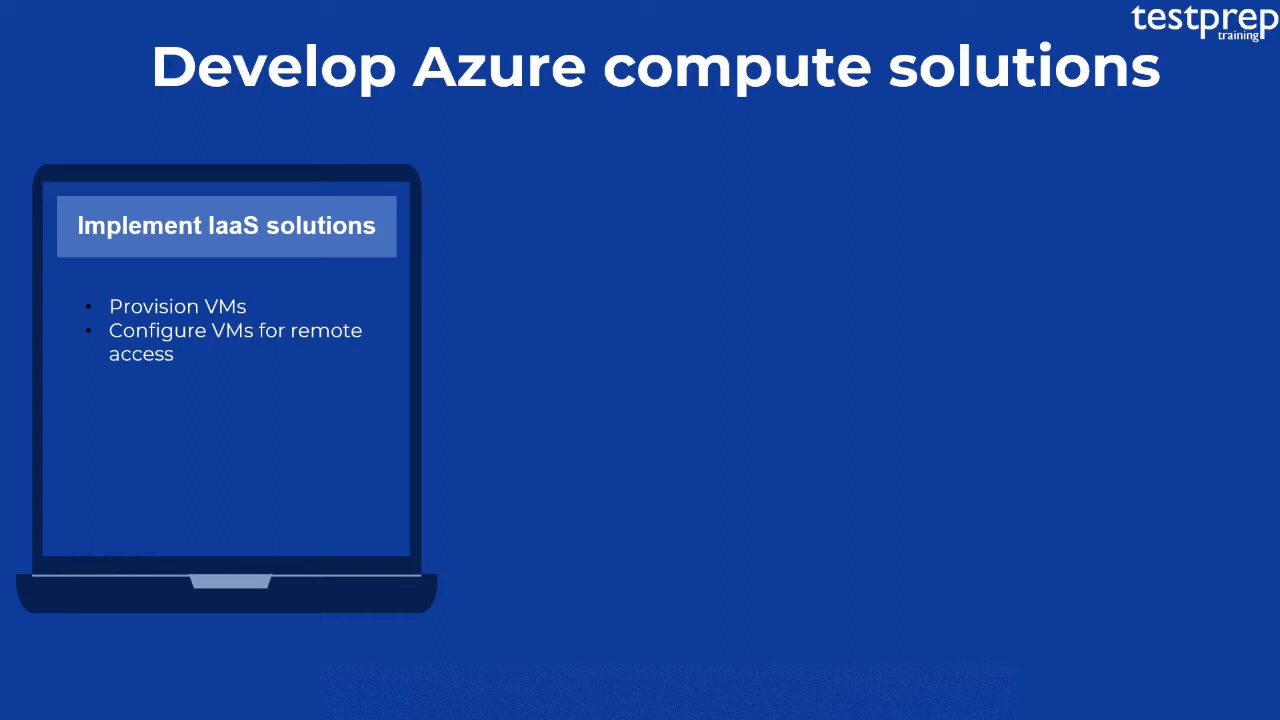 testprep
training
Develop Azure compute solutions
Implement IaaS solutions
• Provision VMs
• Configure VMs for remote
access